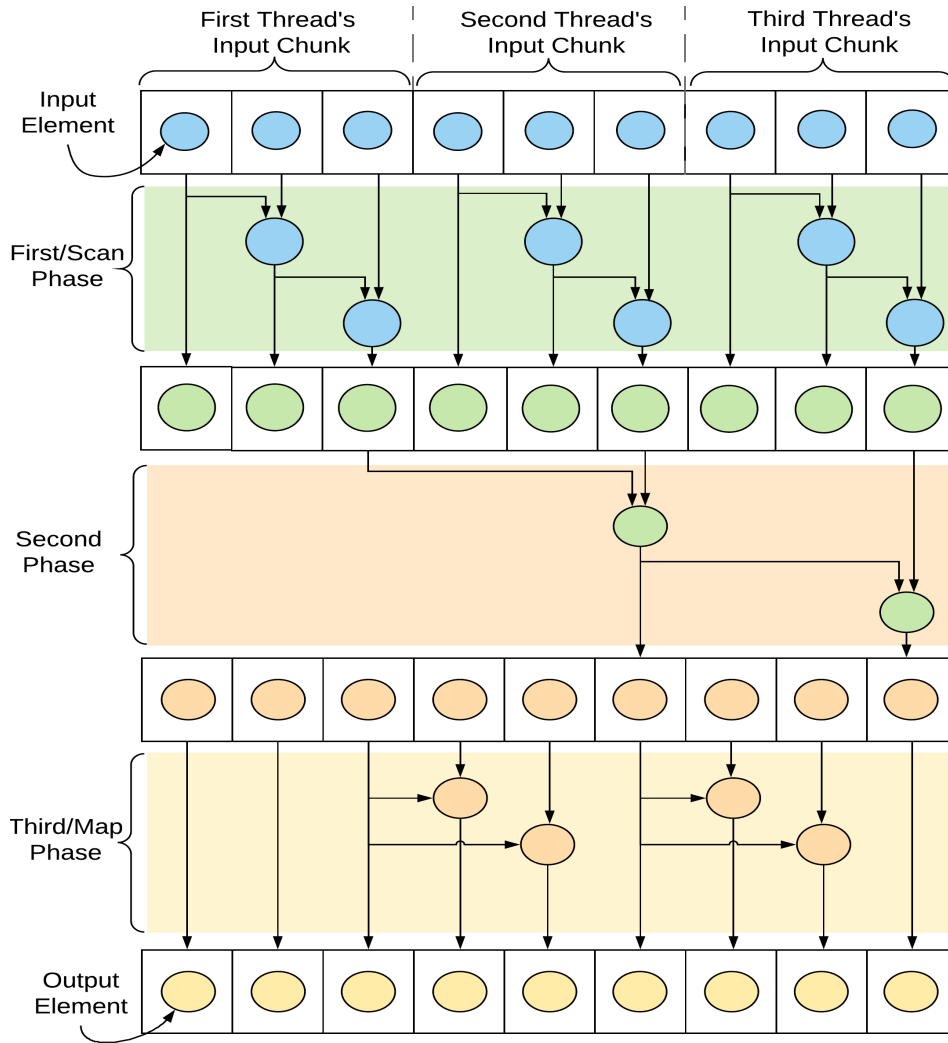 First Thread's
Input Chunk
Second Thread's
Input Chunk
Third Thread's
Input Chunk
Input
Element
First/Scan
Phase
Second
Phase
Third/Map
Phase
Output
Element